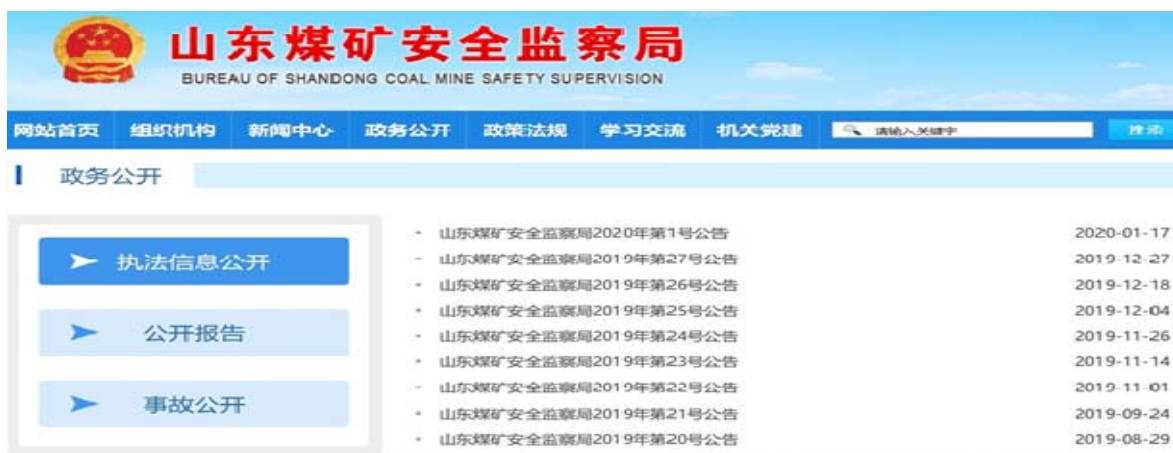 山东煤矿安全监察局
BUREAU OF SHANDONG COAL MINE SAFETY SUPERVISION
网站首页 组织机构 新闻中心 政务公开 政策法规 学习交流 机关党建 请输入关键字 搜索
政务公开
执法信息公开
公开报告
事故公开
山东煤矿安全监察局2020年第1号公告 2020-01-17
山东煤矿安全监察局2019年第27号公告 2019-12-27
山东煤矿安全监察局2019年第26号公告 2019-12-18
山东煤矿安全监察局2019年第25号公告 2019-12-04
山东煤矿安全监察局2019年第24号公告 2019-11-26
山东煤矿安全监察局2019年第23号公告 2019-11-14
山东煤矿安全监察局2019年第22号公告 2019-11-01
山东煤矿安全监察局2019年第21号公告 2019-09-24
山东煤矿安全监察局2019年第20号公告 2019-08-29